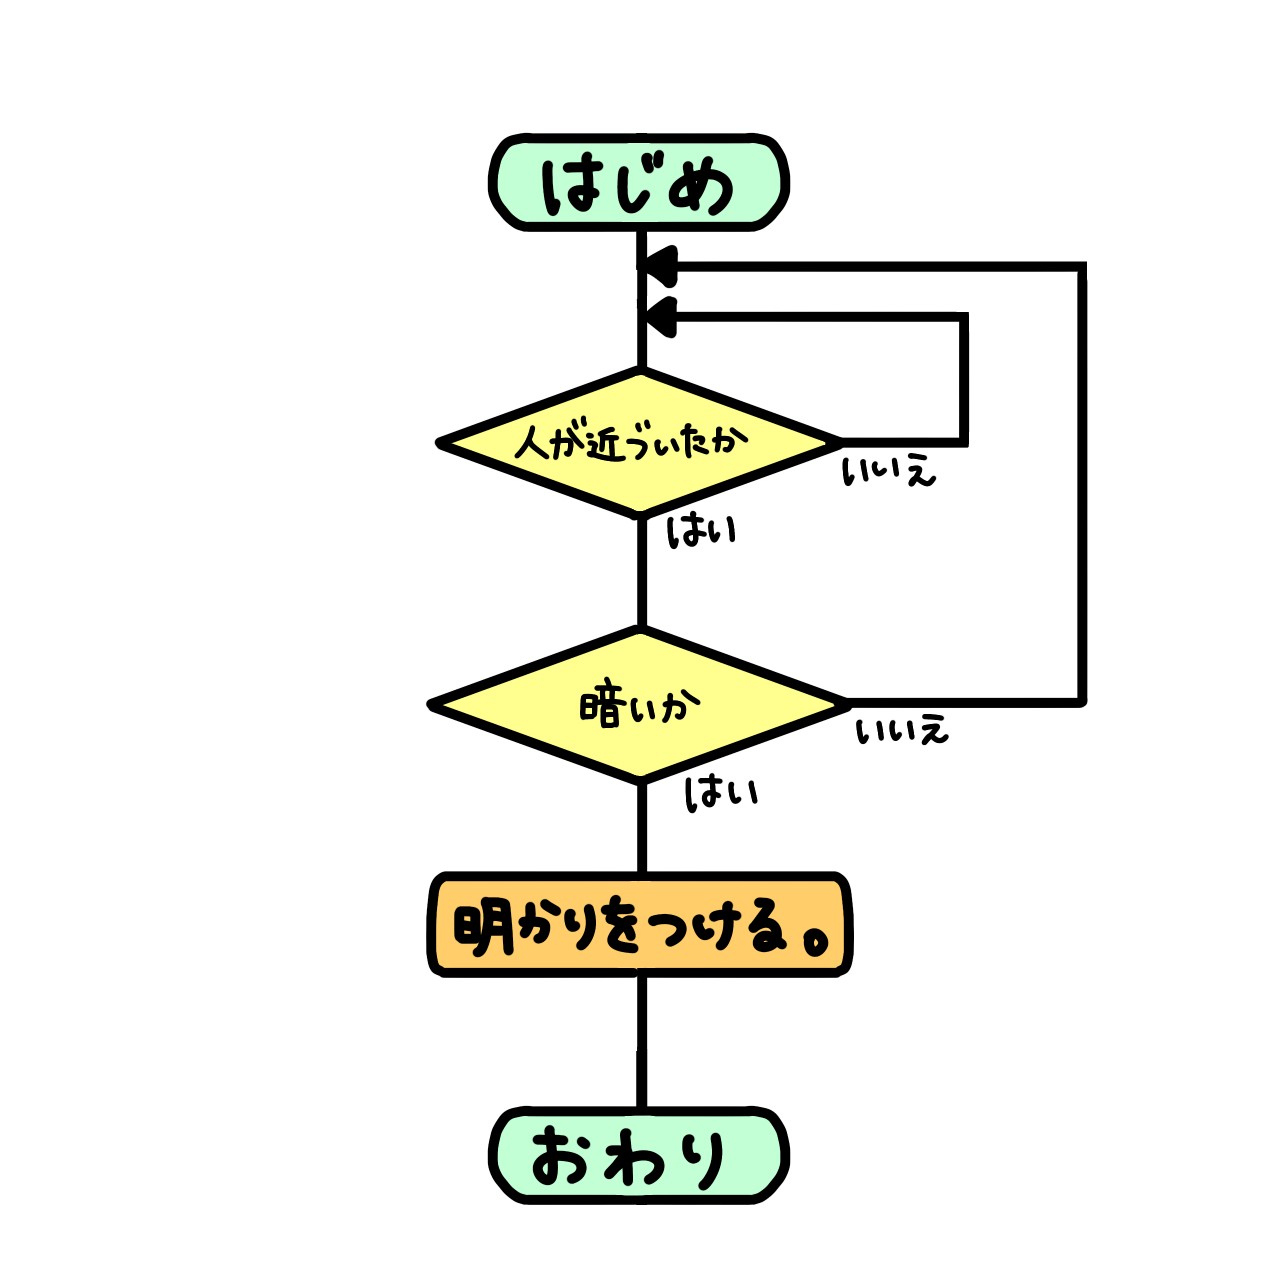 はじめ
人が近づいたか
いいえ
はい
暗いか
いいえ
はい
明かりをつける。
おわり